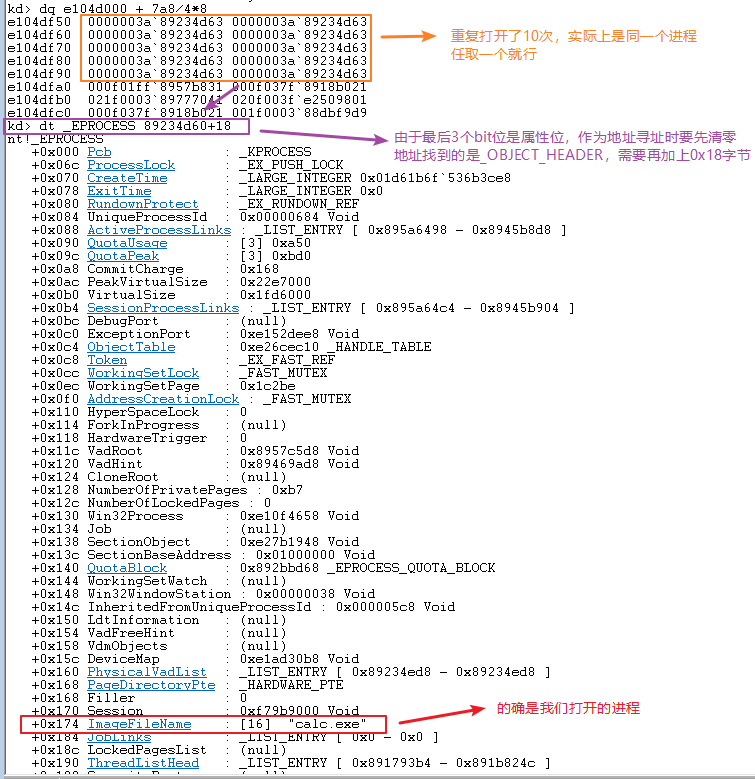 kd> dq e104d000 + 7a8/4*8
e104df50 0000003a`89234d63 0000003a`89234d63
e104df60 0000003a`89234d63 0000003a`89234d63
e104df70 0000003a`89234d63 0000003a`89234d63
e104df80 0000003a`89234d63 0000003a`89234d63
e104df90 0000003a`89234d63 0000003a`89234d63
重复打开了10次，实际上是同一个进程
任取一个就行
e104dfa0 000f01ff`8957b831 000f037f`8918b021
e104dfb0 021f0003`89777041 020f003f`e2509801
e104dfc0 000f037f`8918b021 001f0003`88dbf9d9
kd> dt _EPROCESS 89234d60+18
由于最后3个bit位是属性位，作为地址寻址时要先清零
地址找到的是_OBJECT_HEADER，需要再加上0x18字节
nt!_EPROCESS
+0x000 Pcb : _KPROCESS
+0x06c ProcessLock : _EX_PUSH_LOCK
+0x070 CreateTime : _LARGE_INTEGER 0x01d61b6f`536b3ce8
+0x078 ExitTime : _LARGE_INTEGER 0x0
+0x080 RundownProtect : _EX_RUNDOWN_REF
+0x084 UniqueProcessId : 0x00000684 Void
+0x088 ActiveProcessLinks : _LIST_ENTRY [ 0x895a6498 - 0x8945b8d8 ]
+0x090 QuotaUsage : [3] 0xa50
+0x09c QuotaPeak : [3] 0xbd0
+0x0a8 CommitCharge : 0x168
+0x0ac PeakVirtualSize : 0x22e7000
+0x0b0 VirtualSize : 0x1fd6000
+0x0b4 SessionProcessLinks : _LIST_ENTRY [ 0x895a64c4 - 0x8945b904 ]
+0x0bc DebugPort : (null)
+0x0c0 ExceptionPort : 0xe152dee8 Void
+0x0c4 ObjectTable : 0xe26cec10 _HANDLE_TABLE
+0x0c8 Token : _EX_FAST_REF
+0x0cc WorkingSetLock : _FAST_MUTEX
+0x0ec WorkingSetPage : 0x1c2be
+0x0f0 AddressCreationLock : _FAST_MUTEX
+0x110 HyperSpaceLock : 0
+0x114 ForkInProgress : (null)
+0x118 HardwareTrigger : 0
+0x11c VadRoot : 0x8957c5d8 Void
+0x120 VadHint : 0x89469ad8 Void
+0x124 CloneRoot : (null)
+0x128 NumberOfPrivatePages : 0xb7
+0x12c NumberOfLockedPages : 0
+0x130 Win32Process : 0xe10f4658 Void
+0x134 Job : (null)
+0x138 SectionObject : 0xe27b1948 Void
+0x13c SectionBaseAddress : 0x01000000 Void
+0x140 QuotaBlock : 0x892bbd68 _EPROCESS_QUOTA_BLOCK
+0x144 WorkingSetWatch : (null)
+0x148 Win32WindowStation : 0x00000038 Void
+0x14c InheritedFromUniqueProcessId : 0x000005c8 Void
+0x150 LdtInformation : (null)
+0x154 VadFreeHint : (null)
+0x158 VdmObjects : (null)
+0x15c DeviceMap : 0xe1ad30b8 Void
+0x160 PhysicalVadList : _LIST_ENTRY [ 0x89234ed8 - 0x89234ed8 ]
+0x168 PageDirectoryPte : _HARDWARE_PTE
+0x168 Filler : 0
+0x170 Session : 0xf79b9000 Void
+0x174 ImageFileName : [16] "calc.exe"
的确是我们打开的进程
+0x184 JobLinks : _LIST_ENTRY [ 0x0 - 0x0 ]
+0x18c LockedPagesList : (null)
+0x190 ThreadListHead : _LIST_ENTRY [ 0x891793b4 - 0x891b824c ]